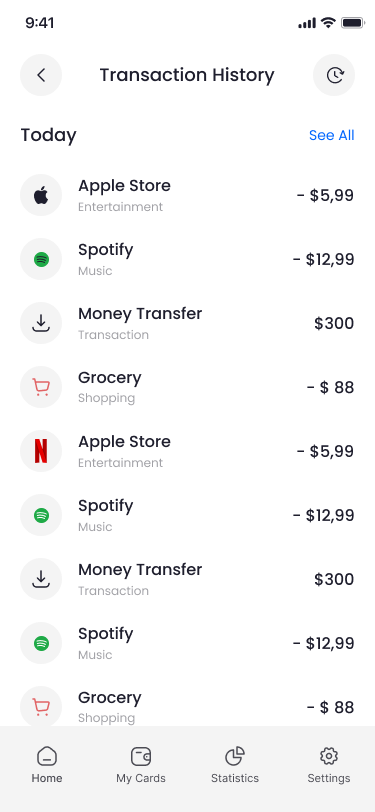 9:41
Transaction History
Today
See All
Apple Store
- $5,99
Entertainment
Spotify
- $12,99
Music
Money Transfer
$300
Transaction
Grocery
- $ 88
Shopping
Apple Store
- $5,99
Entertainment
Spotify
- $12,99
Music
Money Transfer
$300
Transaction
Spotify
- $12,99
Music
Grocery
- $ 88
Shopping
Home
My Cards
Statistics
Settings